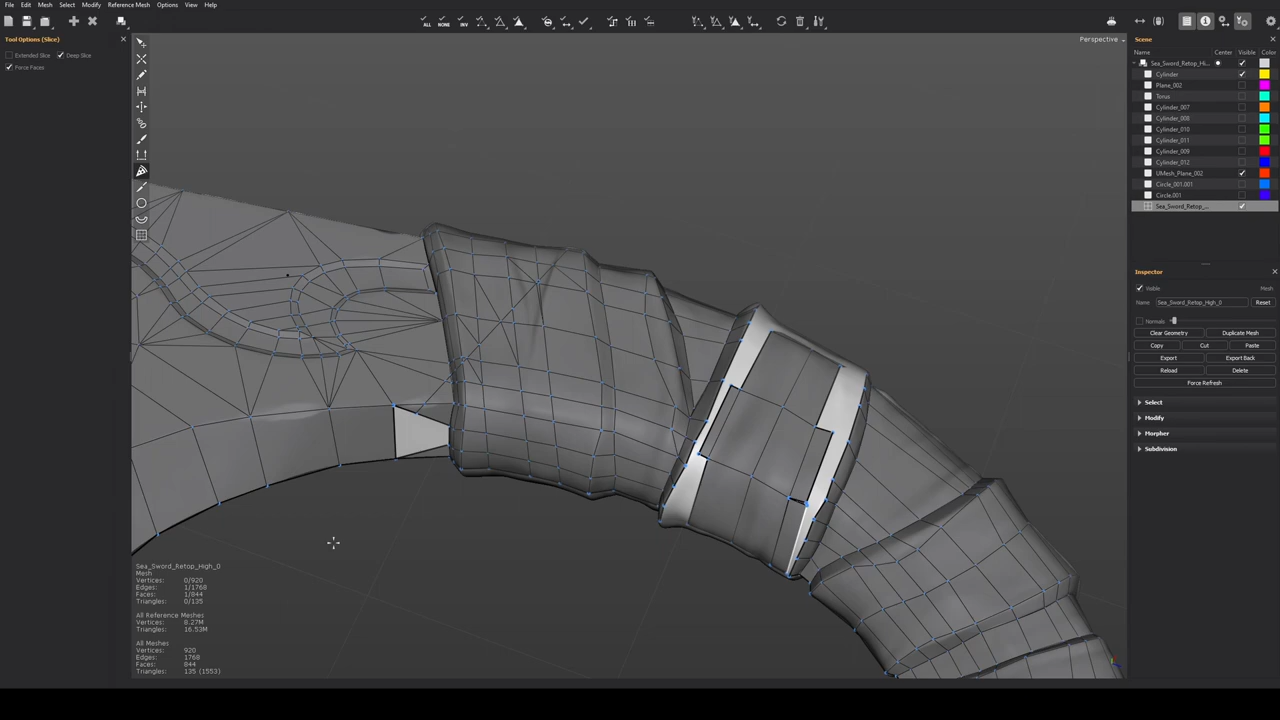 File Edit Mesh Select Modify View Options Reference Mesh Help
ALL NONE INV
Tool Options (Slice)
Extended Slice Deep Slice
Force Faces
Perspective
Scene
Name Center Visible Color
Sea_Sword_Retop_Hi...
Cylinder
Plane_002
Torus
Cylinder_007
Cylinder_008
Cylinder_010
Cylinder_011
Cylinder_009
Cylinder_012
UMesh_Plane_002
Circle_001.001
Circle.001
Sea_Sword_Retop_...
Inspector
Visible Mesh
Name: Sea_Sword_Retop_High_0 Reset
Normals
Clear Geometry Duplicate Mesh
Copy Cut Paste
Export Export Back
Reload Delete
Force Refresh
Select
Modify
Morpher
Subdivision
Sea_Sword_Retop_High_0
Mesh
Vertices: 0/920
Edges: 1/1768
Faces: 1/844
Triangles: 0/135
All Reference Meshes
Vertices: 8.27M
Triangles: 16.53M
All Meshes
Vertices: 920
Edges: 1768
Faces: 844
Triangles: 135 (1553)